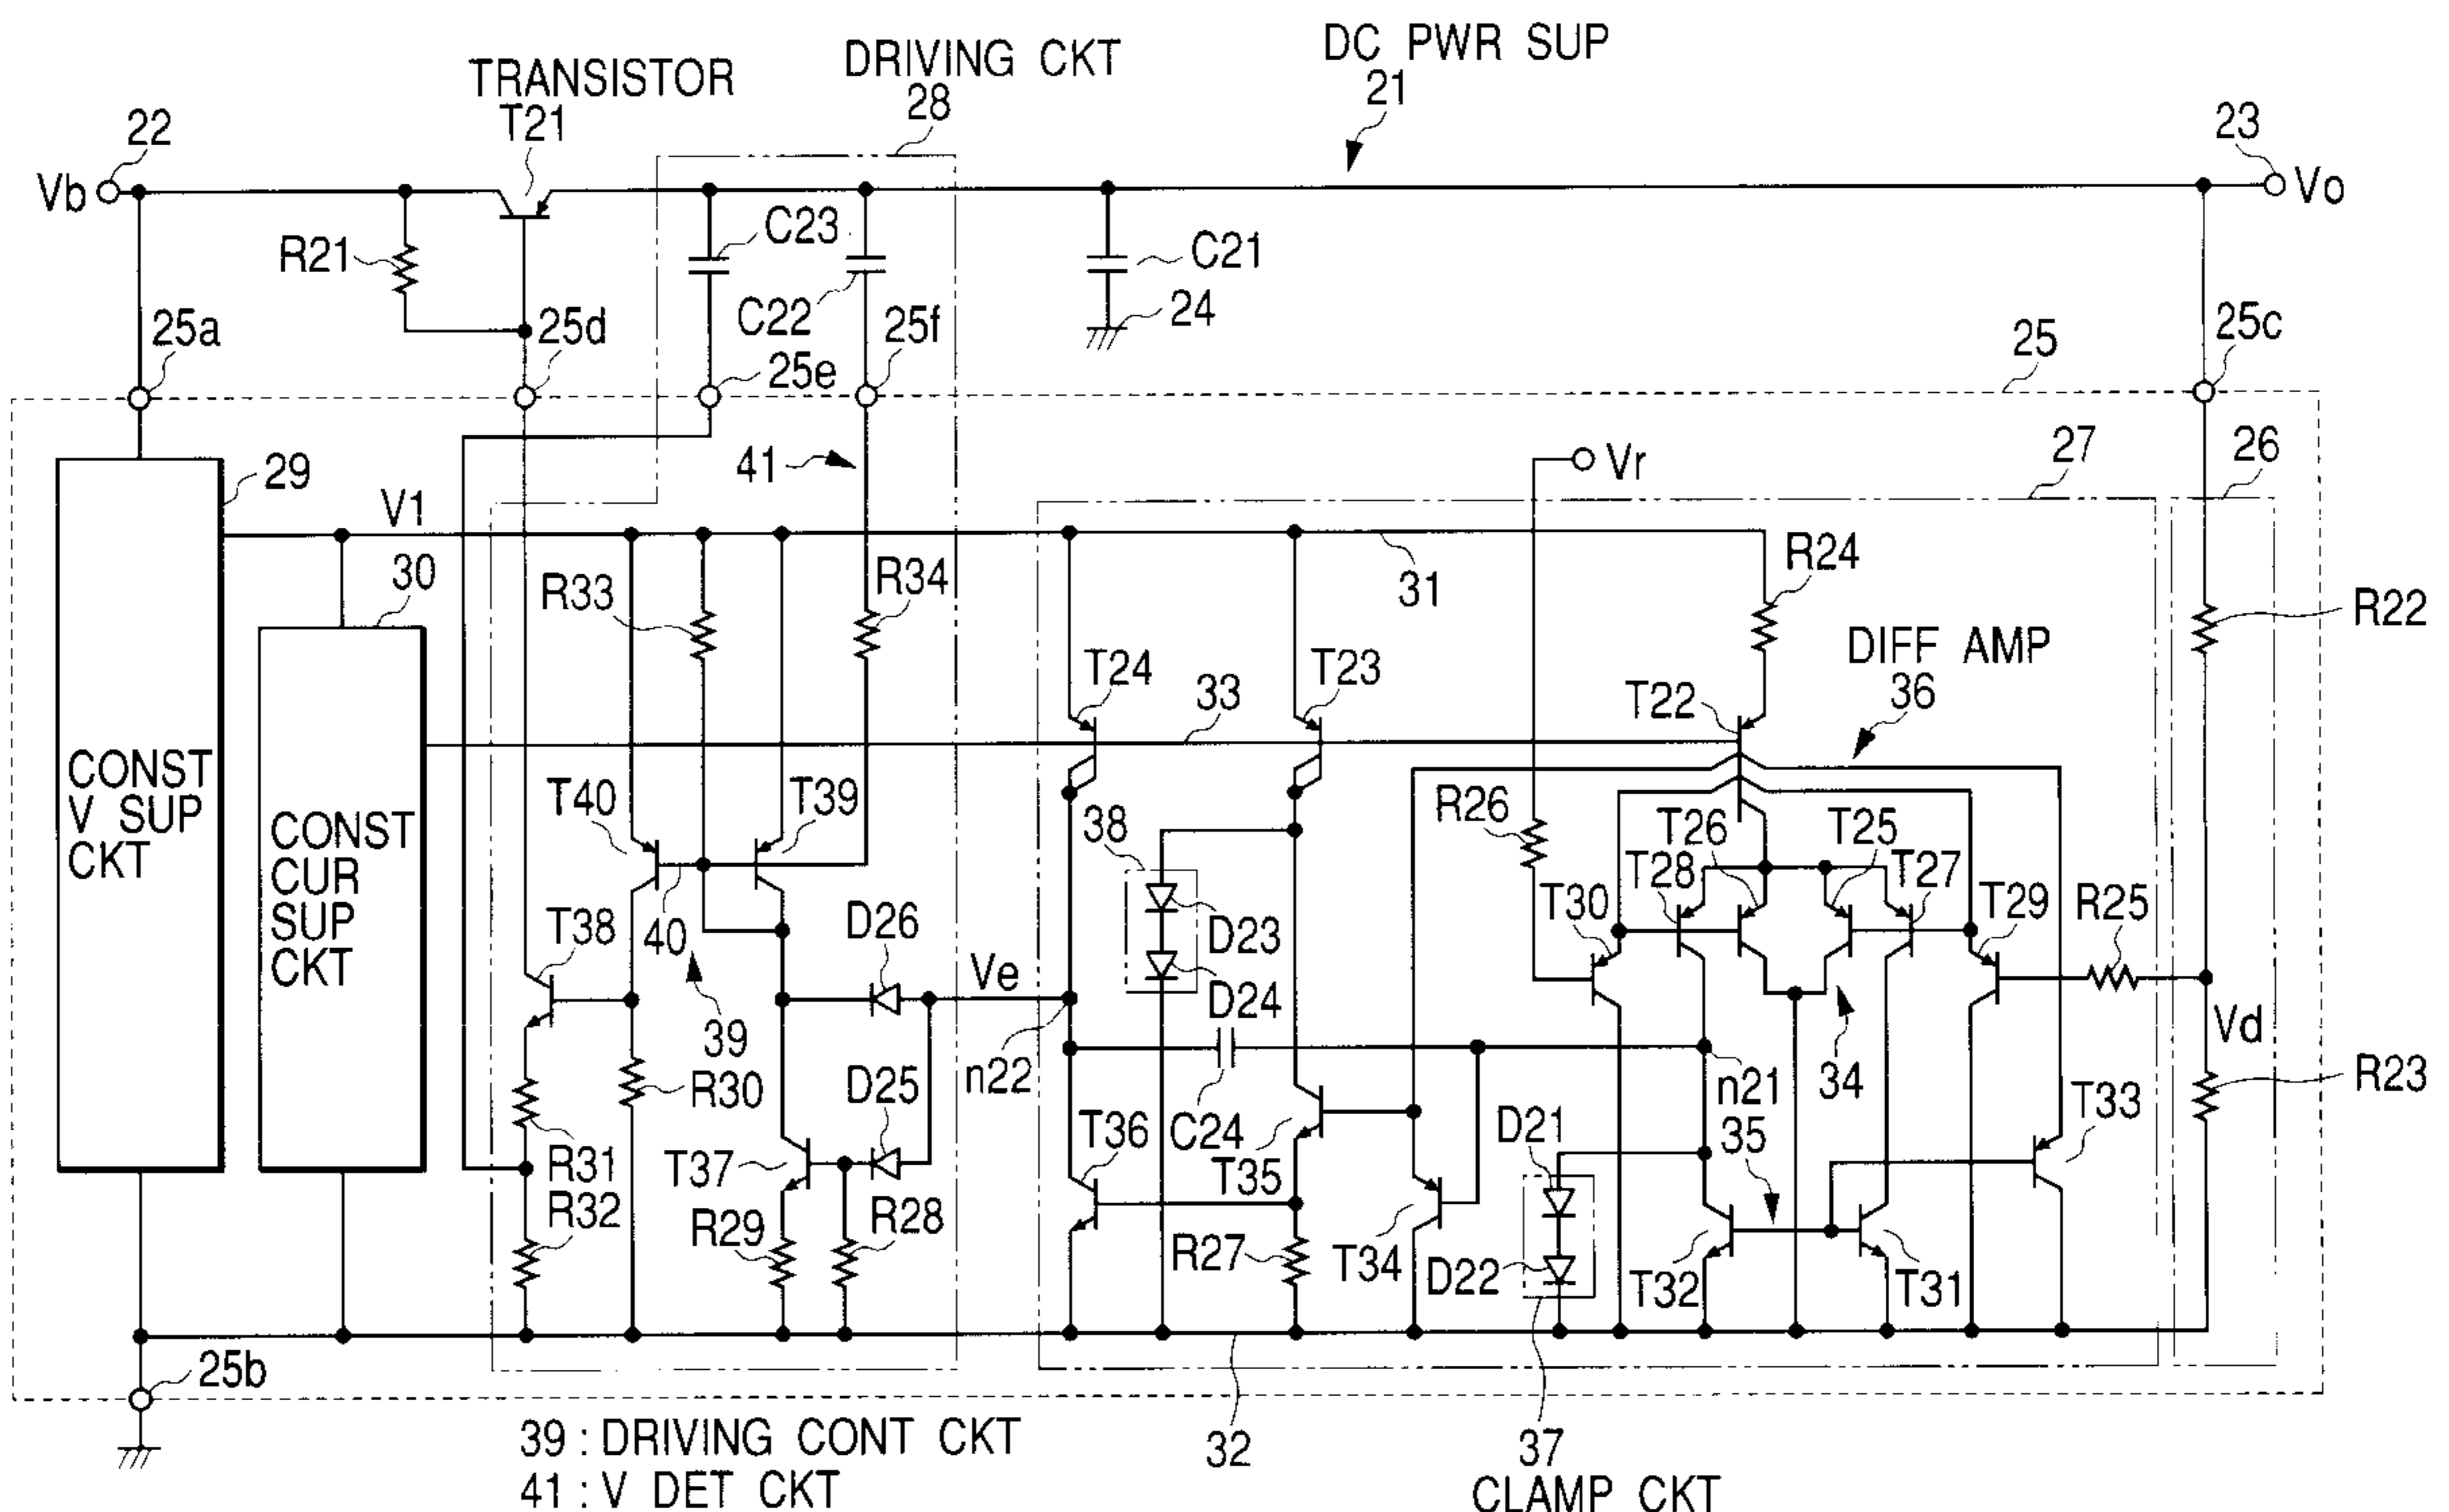 DC PWR SUP
21
DRIVING CKT
28
TRANSISTOR
T21
22
23
Vb
Vo
R21
C23
C22
C21
24
25a
25d
25e
25f
25
25c
29
41
Vr
27
26
V1
30
R33
R34
31
R24
R22
DIFF AMP
36
T24
33
T23
T22
CONST
V SUP
CKT
CONST
CUR
SUP
CKT
T40
T39
38
R26
T26
T25
T28
T27
T30
T29
R25
T38
40
D26
D23
D24
Ve
Vd
39
n22
n21
34
R30
D25
C24
D21
35
T33
R23
T36
T35
R31
T37
R32
R29
R28
R27
T34
D22
T32
T31
25b
39 : DRIVING CONT CKT
41 : V DET CKT
32
37
CLAMP CKT